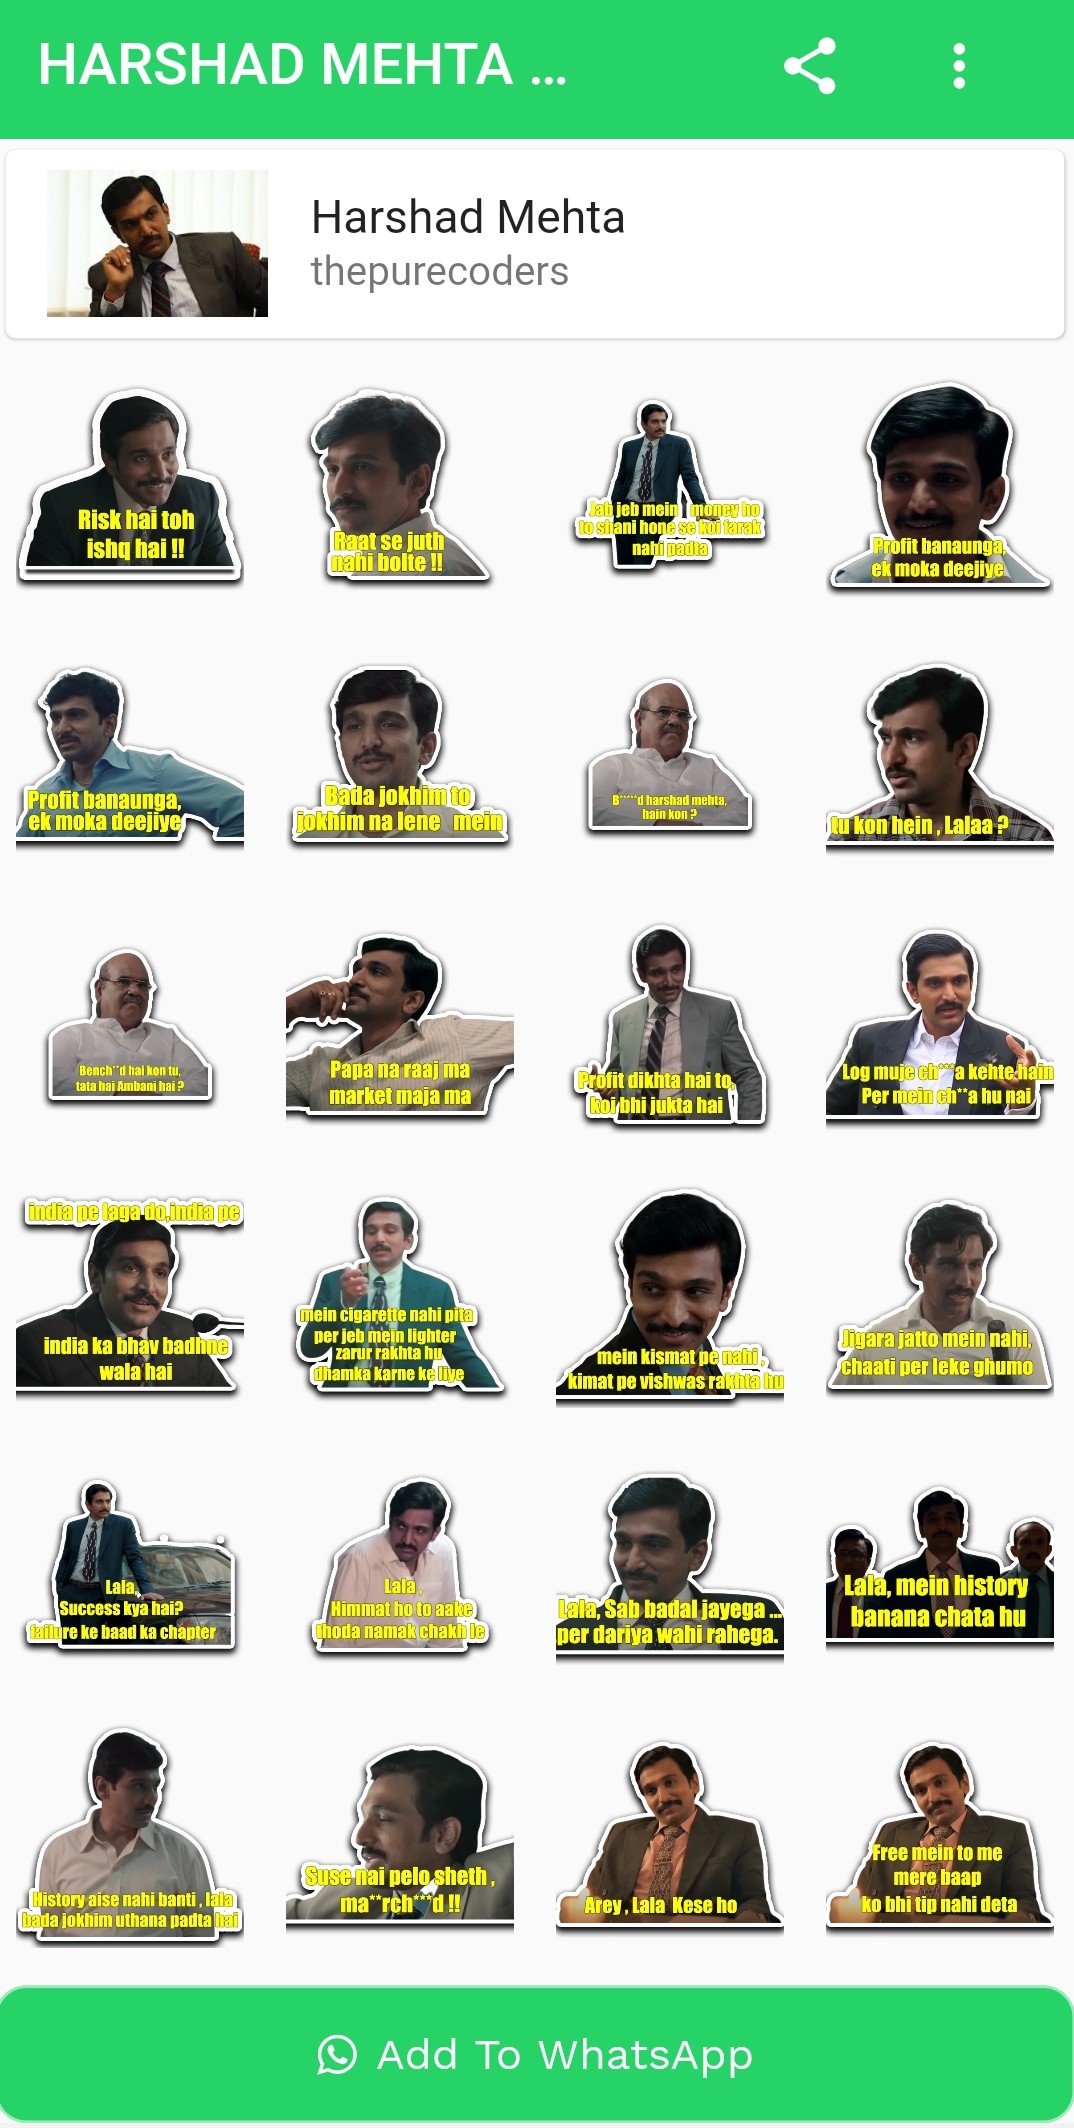 HARSHAD MEHTA ...
Harshad Mehta
thepurecoders
Risk hai toh
ishq hai !!
Raat se juth
nahi bolte !!
Jab jeb mein money ho
to shani hone se koi farak
nahi padta
Profit banaunga,
ek moka deejiye
Profit banaunga,
ek moka deejiye
Bada jokhim to
jokhim na lene mein
B*****d harshad mehta,
hain kon ?
tu kon hein , Lalaa ?
Bench**d hai kon tu,
tata hai Ambani hai ?
Papa na raaj ma
market maja ma
Profit dikhta hai to,
koi bhi jukta hai
Log muje ch***a kehte hain
Per mein ch**a hu nai
india pe laga do,india pe
india ka bhav badhne
wala hai
mein cigarette nahi pita
per jeb mein lighter
zarur rakhta hu
dhamka karne ke liye
mein kismat pe nahi ,
kimat pe vishwas rakhta hu
Jigara jatto mein nahi,
chaati per leke ghumo
Lala,
Success kya hai?
failure ke baad ka chapter
Lala ,
Himmat ho to aake
thoda namak chakh le
Lala, Sab badal jayega ...
per dariya wahi rahega.
Lala, mein history
banana chata hu
History aise nahi banti , lala
bada jokhim uthana padta hai
Suse nai pelo sheth ,
ma**rch***d !!
Arey , Lala Kese ho
Free mein to me
mere baap
ko bhi tip nahi deta
Add To WhatsApp